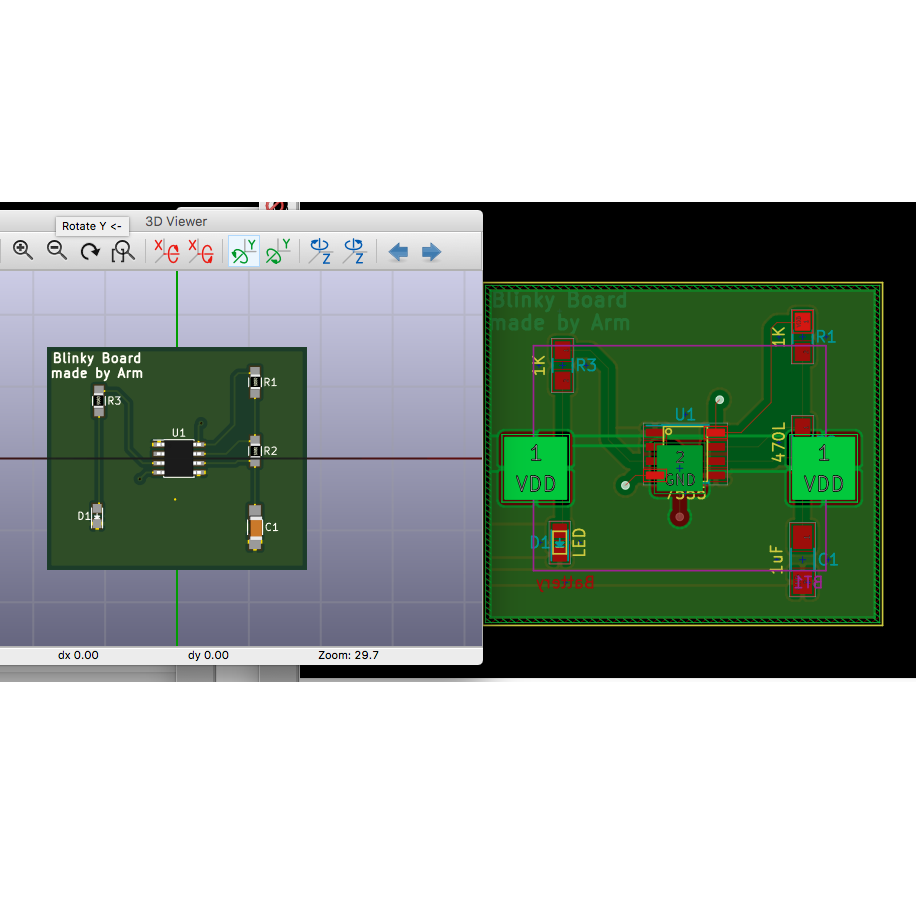 Rotate Y <-
3D Viewer
X
X
Y
Y
Z
Z
Blinky Board
made by Arm
R3
R1
U1
R2
D1
C1
dx 0.00
dy 0.00
Zoom: 29.7
Blinky Board
made by Arm
1K
R3
1K
R1
U1
470L
1
VDD
1
VDD
2
GND
7555
D1
LED
1uF
C1
Battery
BT1